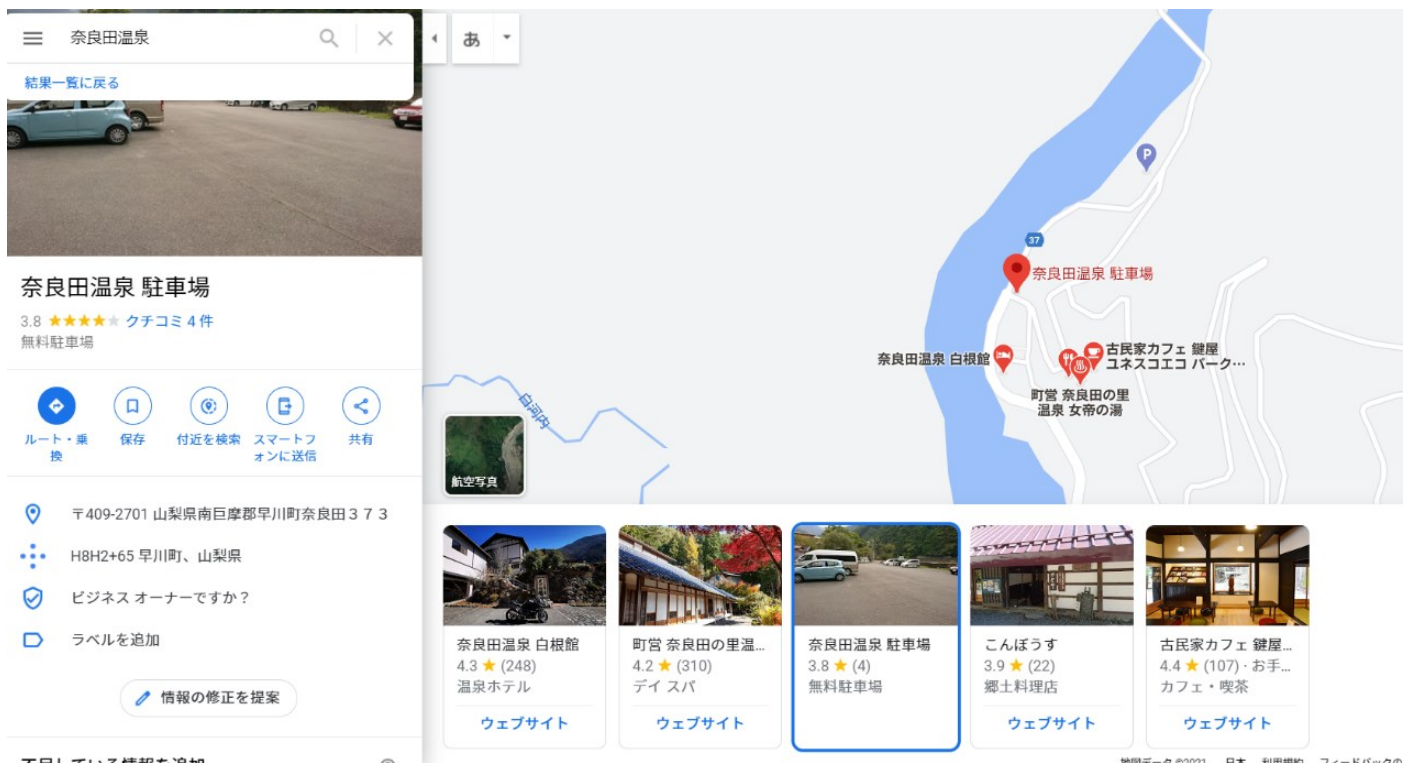 奈良田温泉
結果一覧に戻る
奈良田温泉 駐車場
3.8 ★★★★★ クチコミ 4 件
無料駐車場
ルート・乗
換
保存
付近を検索
スマートフ
ォンに送信
共有
〒409-2701 山梨県南巨摩郡早川町奈良田３７３
H8H2+65 早川町、山梨県
ビジネス オーナーですか？
ラベルを追加
情報の修正を提案
あ
P
37
奈良田温泉 駐車場
奈良田温泉 白根館
古民家カフェ 鍵屋
ユネスコエコ パーク…
町営 奈良田の里
温泉 女帝の湯
白河内
航空写真
奈良田温泉 白根館
4.3 ★ (248)
温泉ホテル
ウェブサイト
町営 奈良田の里温…
4.2 ★ (310)
デイ スパ
ウェブサイト
奈良田温泉 駐車場
3.8 ★ (4)
無料駐車場
こんぽうす
3.9 ★ (22)
郷土料理店
ウェブサイト
古民家カフェ 鍵屋…
4.4 ★ (107) · お手…
カフェ・喫茶
ウェブサイト